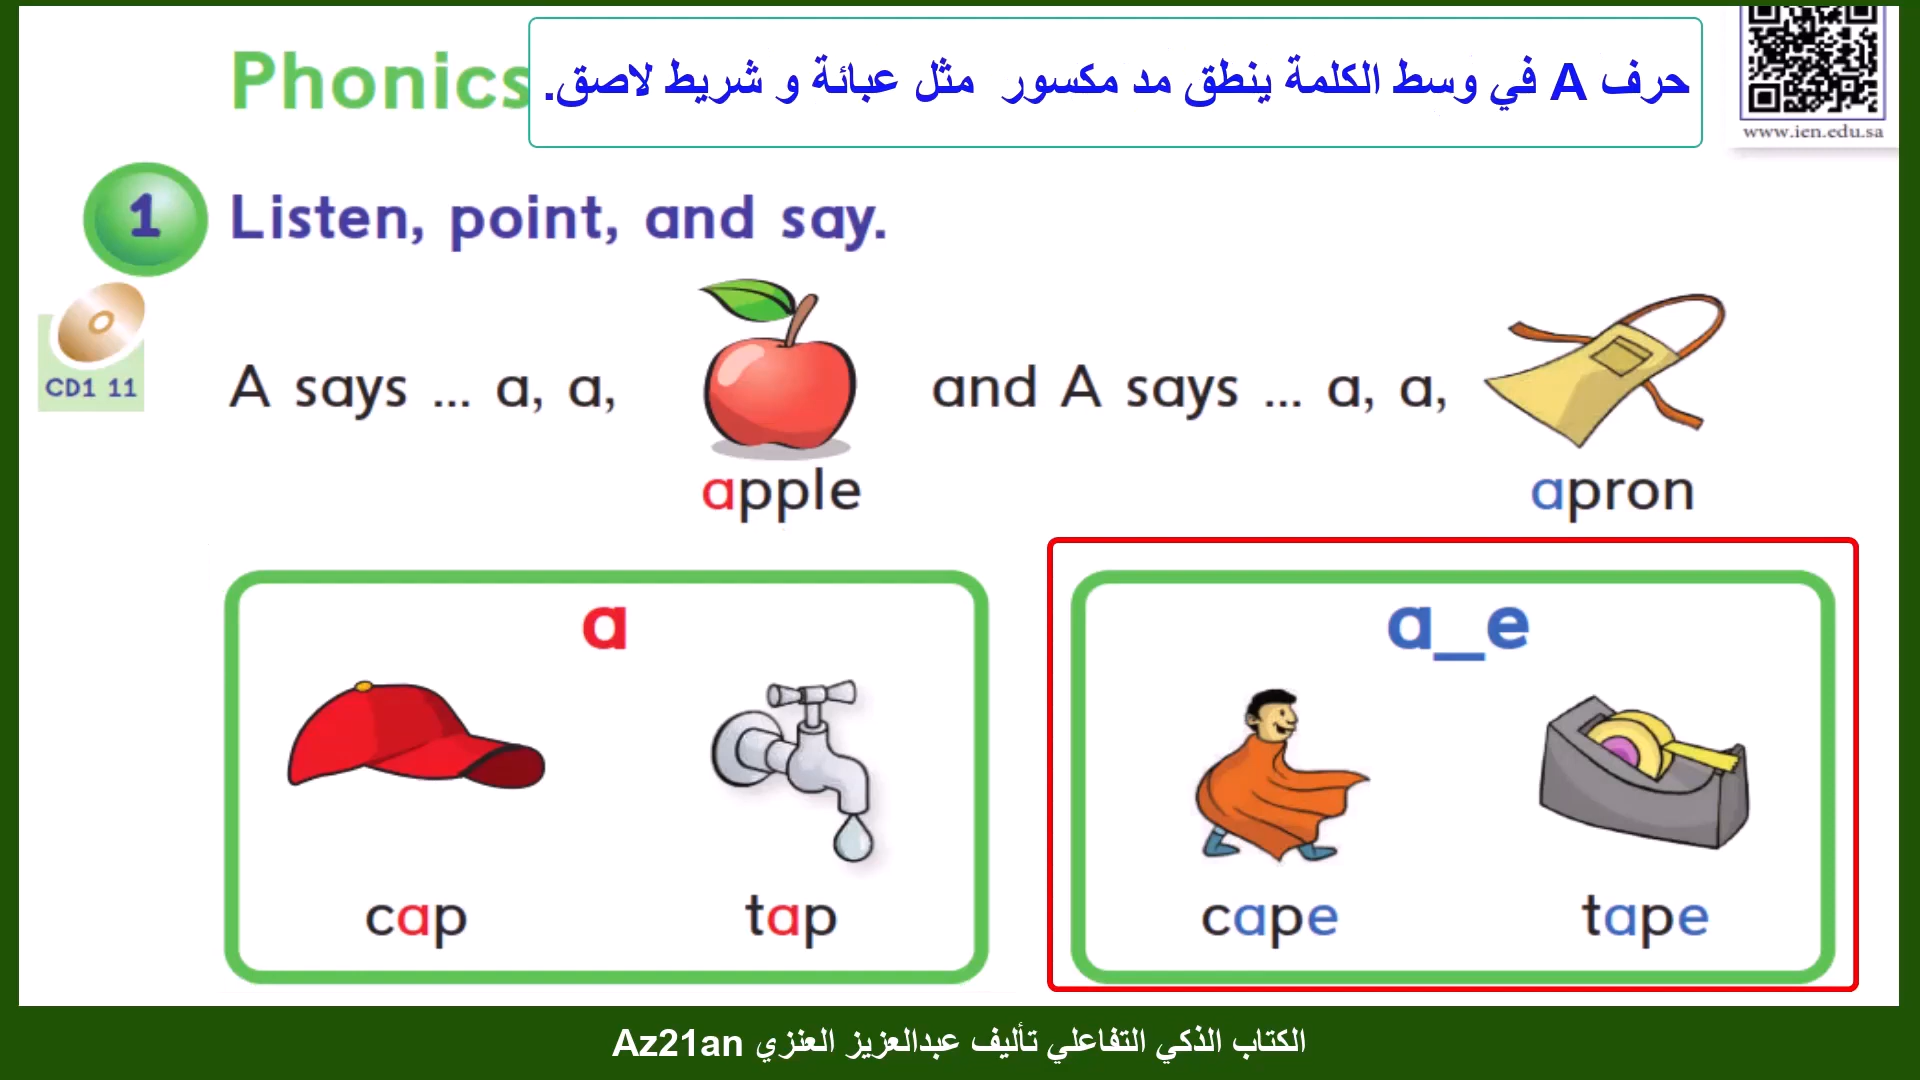 Phonics
حرف A في وسط الكلمة ينطق مد مكسور مثل عبائة و شريط لاصق.
www.ien.edu.sa
1 Listen, point, and say.
CD1 11
A says ... a, a,
and A says ... a, a,
apple
apron
a
a_e
cap
tap
cape
tape
الكتاب الذكي التفاعلي تأليف عبدالعزيز العنزي Az21an